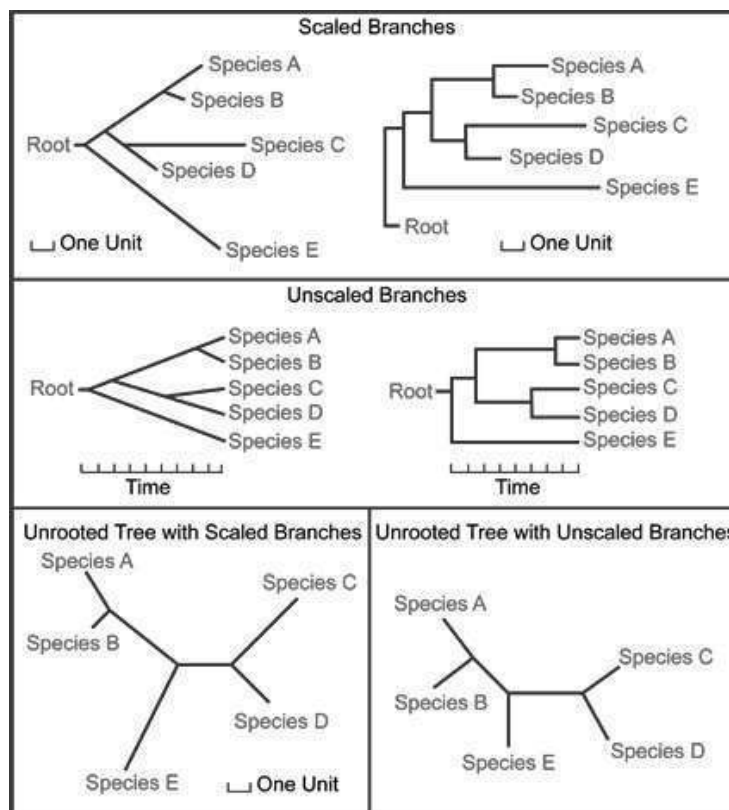 Scaled Branches
Species A
Species B
Root
Species C
Species D
Species E
One Unit
Species A
Species B
Species C
Species D
Species E
Root
One Unit
Unscaled Branches
Species A
Species B
Root
Species C
Species D
Species E
Time
Species A
Species B
Root
Species C
Species D
Species E
Time
Unrooted Tree with Scaled Branches
Species A
Species C
Species B
Species D
Species E
One Unit
Unrooted Tree with Unscaled Branches
Species A
Species C
Species B
Species D
Species E